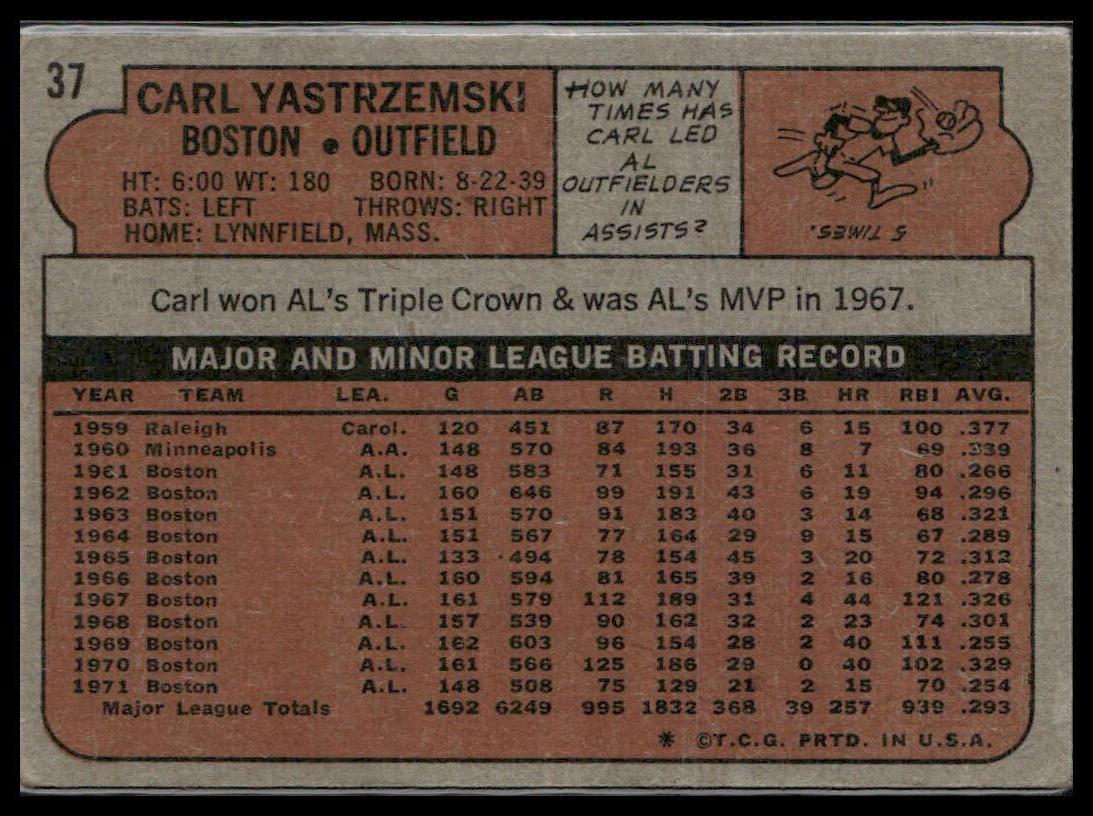 37
CARL YASTRZEMSKI
BOSTON • OUTFIELD
HT: 6:00 WT: 180 BORN: 8-22-39
BATS: LEFT THROWS: RIGHT
HOME: LYNNFIELD, MASS.
HOW MANY
TIMES HAS
CARL LED
AL
OUTFIELDERS
IN
ASSISTS?
5 TIMES.
Carl won AL's Triple Crown & was AL's MVP in 1967.
MAJOR AND MINOR LEAGUE BATTING RECORD
YEAR TEAM LEA. G AB R H 2B 3B HR RBI AVG.
1959 Raleigh Carol. 120 451 87 170 34 6 15 100 .377
1960 Minneapolis A.A. 148 570 84 193 36 8 7 69 .339
1961 Boston A.L. 148 583 71 155 31 6 11 80 .266
1962 Boston A.L. 160 646 99 191 43 6 19 94 .296
1963 Boston A.L. 151 570 91 183 40 3 14 68 .321
1964 Boston A.L. 151 567 77 164 29 9 15 67 .289
1965 Boston A.L. 133 494 78 154 45 3 20 72 .312
1966 Boston A.L. 160 594 81 165 39 2 16 80 .278
1967 Boston A.L. 161 579 112 189 31 4 44 121 .326
1968 Boston A.L. 157 539 90 162 32 2 23 74 .301
1969 Boston A.L. 162 603 96 154 28 2 40 111 .255
1970 Boston A.L. 161 566 125 186 29 0 40 102 .329
1971 Boston A.L. 148 508 75 129 21 2 15 70 .254
Major League Totals 1692 6249 995 1832 368 39 257 939 .293
* ©T.C.G. PRTD. IN U.S.A.